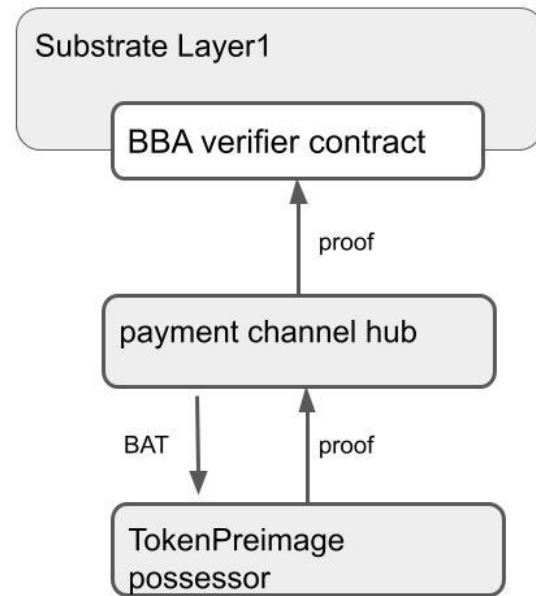 Substrate Layer1
BBA verifier contract
proof
payment channel hub
BAT
proof
TokenPreimage
possessor